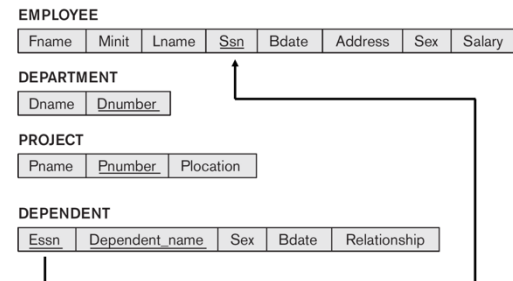 EMPLOYEE
Fname Minit Lname Ssn Bdate Address Sex Salary
DEPARTMENT
Dname Dnumber
PROJECT
Pname Pnumber Plocation
DEPENDENT
Essn Dependent_name Sex Bdate Relationship